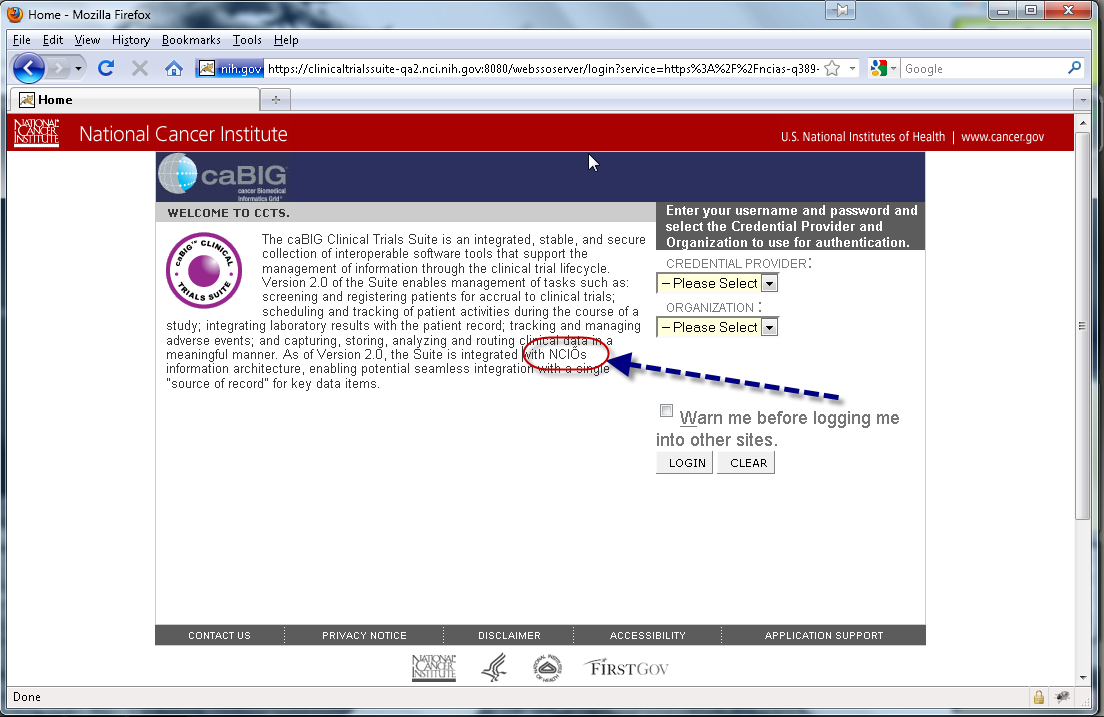 Home - Mozilla Firefox
File Edit View History Bookmarks Tools Help
nih.gov https://clinicaltrialssuite-qa2.nci.nih.gov:8080/webssoserver/login?service=https%3A%2F%2Fncias-q389- Google
Home
NATIONAL CANCER INSTITUTE National Cancer Institute U.S. National Institutes of Health | www.cancer.gov
caBIG
cancer Biomedical
Informatics Grid
WELCOME TO CCTS.
caBIG™ CLINICAL TRIALS SUITE
The caBIG Clinical Trials Suite is an integrated, stable, and secure
collection of interoperable software tools that support the
management of information through the clinical trial lifecycle.
Version 2.0 of the Suite enables management of tasks such as:
screening and registering patients for accrual to clinical trials;
scheduling and tracking of patient activities during the course of a
study; integrating laboratory results with the patient record; tracking and managing
adverse events; and capturing, storing, analyzing and routing clinical data in a
meaningful manner. As of Version 2.0, the Suite is integrated with NCIÕs
information architecture, enabling potential seamless integration with a single
"source of record" for key data items.
Enter your username and password and
select the Credential Provider and
Organization to use for authentication.
CREDENTIAL PROVIDER:
-- Please Select
ORGANIZATION :
-- Please Select
Warn me before logging me
into other sites.
LOGIN CLEAR
CONTACT US PRIVACY NOTICE DISCLAIMER ACCESSIBILITY APPLICATION SUPPORT
NATIONAL CANCER INSTITUTE FIRSTGOV
Done